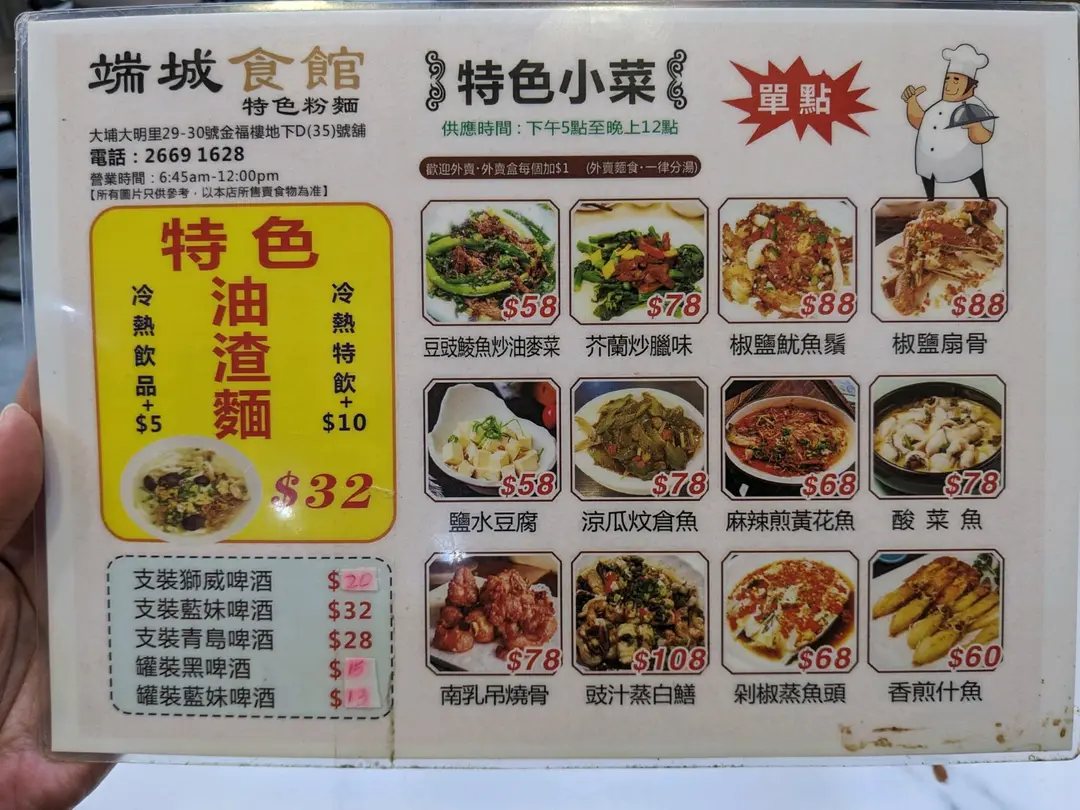 端城食館
特色粉麵
大埔大明里29-30號金福樓地下D(35)號舖
電話：2669 1628
營業時間：6:45am-12:00pm
【所有圖片只供參考，以本店所售賣食物為准】
特色
油渣麵
冷熱飲品+$5
冷熱特飲+$10
$32
支裝獅威啤酒 $20
支裝藍妹啤酒 $32
支裝青島啤酒 $28
罐裝黑啤酒 $15
罐裝藍妹啤酒 $13
特色小菜
供應時間：下午5點至晚上12點
單點
歡迎外賣·外賣盒每個加$1 (外賣麵食·一律分湯)
$58 $78 $88 $88
豆豉鯪魚炒油麥菜 芥蘭炒臘味 椒鹽魷魚鬚 椒鹽扇骨
$58 $78 $68 $78
鹽水豆腐 涼瓜炆倉魚 麻辣煎黃花魚 酸菜魚
$78 $108 $68 $60
南乳吊燒骨 豉汁蒸白鱔 剁椒蒸魚頭 香煎什魚